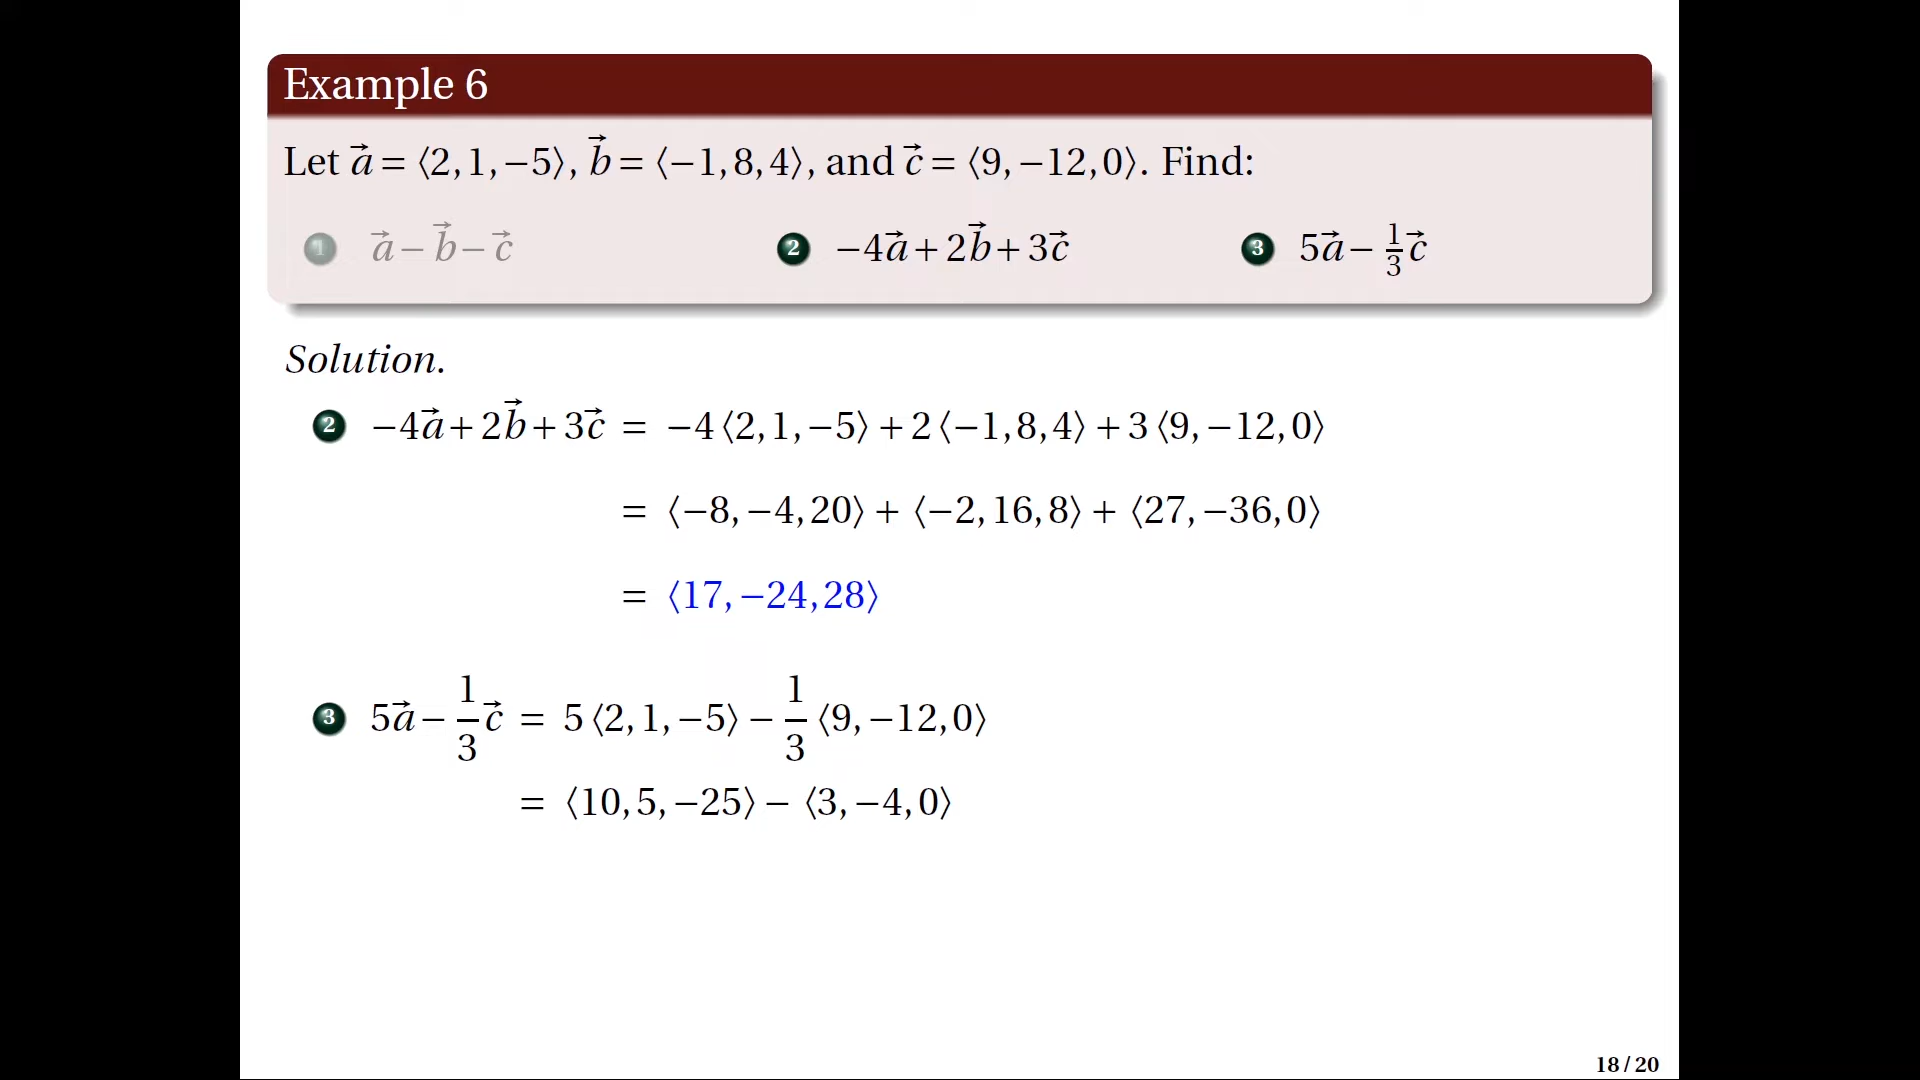 Example 6
Let a⃗ = ⟨2, 1, −5⟩, b⃗ = ⟨−1, 8, 4⟩, and c⃗ = ⟨9, −12, 0⟩. Find:
1 a⃗ − b⃗ − c⃗ 2 −4a⃗ + 2b⃗ + 3c⃗ 3 5a⃗ − 1/3 c⃗
Solution.
2 −4a⃗ + 2b⃗ + 3c⃗ = −4⟨2, 1, −5⟩ + 2⟨−1, 8, 4⟩ + 3⟨9, −12, 0⟩
= ⟨−8, −4, 20⟩ + ⟨−2, 16, 8⟩ + ⟨27, −36, 0⟩
= ⟨17, −24, 28⟩
3 5a⃗ − 1/3 c⃗ = 5⟨2, 1, −5⟩ − 1/3 ⟨9, −12, 0⟩
= ⟨10, 5, −25⟩ − ⟨3, −4, 0⟩
18 / 20